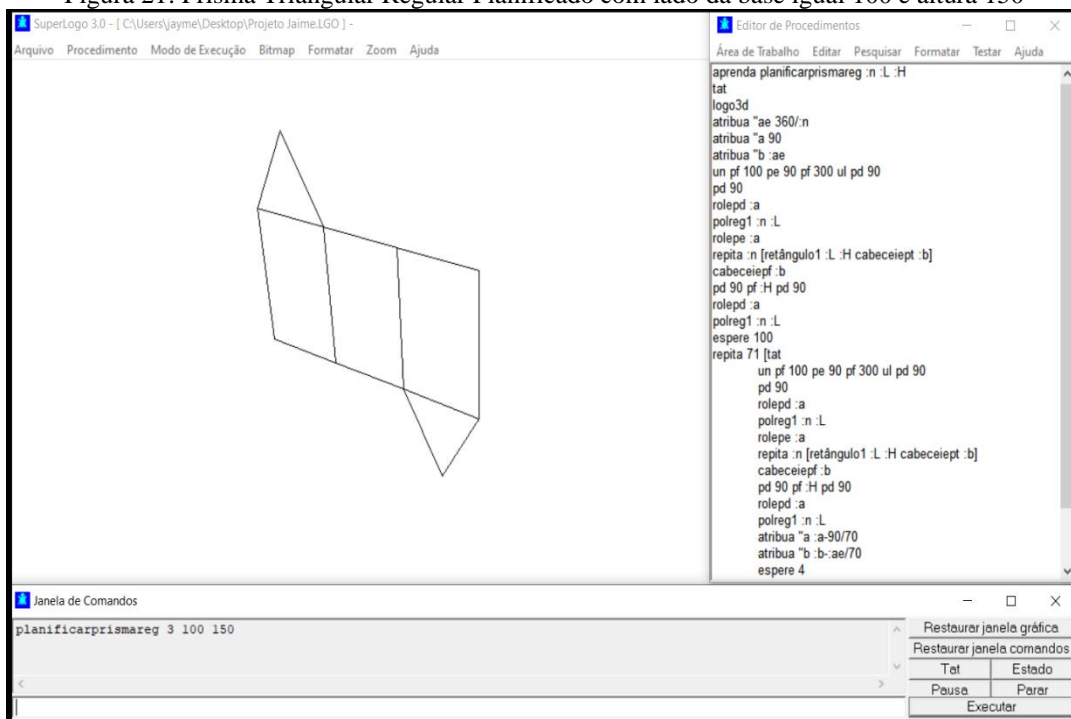 Figura 21: Prisma Triangular Regular Planificado com lado da base igual 100 e altura 150
SuperLogo 3.0 - [ C:\Users\jayme\Desktop\Projeto Jaime.LGO ] -
Arquivo Procedimento Modo de Execução Bitmap Formatar Zoom Ajuda
Editor de Procedimentos
Área de Trabalho Editar Pesquisar Formatar Testar Ajuda
aprenda planificarprismareg :n :L :H
tat
logo3d
atribua "ae 360/:n
atribua "a 90
atribua "b :ae
un pf 100 pe 90 pf 300 ul pd 90
pd 90
rolepd :a
polreg1 :n :L
rolepe :a
repita :n [retângulo1 :L :H cabeceiept :b]
cabeceiepf :b
pd 90 pf :H pd 90
rolepd :a
polreg1 :n :L
espere 100
repita 71 [tat
un pf 100 pe 90 pf 300 ul pd 90
pd 90
rolepd :a
polreg1 :n :L
rolepe :a
repita :n [retângulo1 :L :H cabeceiept :b]
cabeceiepf :b
pd 90 pf :H pd 90
rolepd :a
polreg1 :n :L
atribua "a :a-90/70
atribua "b :b-:ae/70
espere 4
Janela de Comandos
planificarprismareg 3 100 150
Restaurar janela gráfica
Restaurar janela comandos
Tat Estado
Pausa Parar
Executar